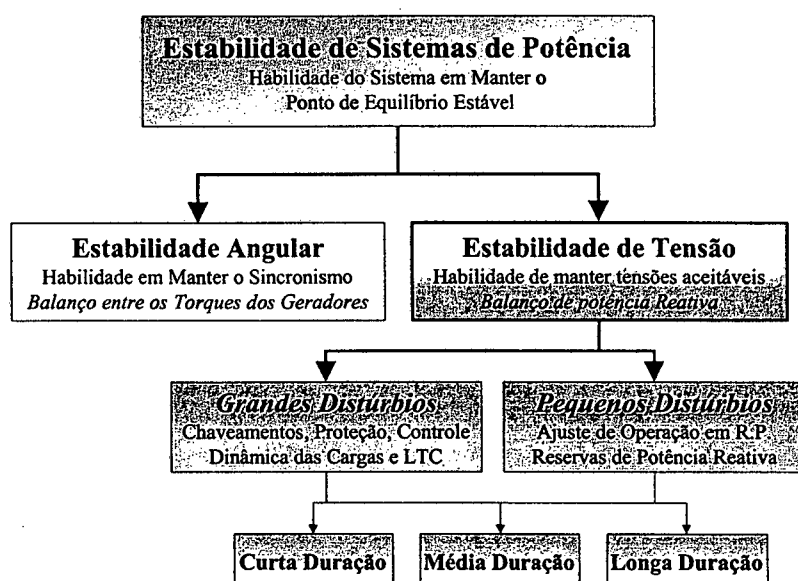 Estabilidade de Sistemas de Potência
Habilidade do Sistema em Manter o
Ponto de Equilíbrio Estável
Estabilidade Angular
Habilidade em Manter o Sincronismo
Balanço entre os Torques dos Geradores
Estabilidade de Tensão
Habilidade de manter tensões aceitáveis
Balanço de potência Reativa
Grandes Distúrbios
Chaveamentos, Proteção, Controle
Dinâmica das Cargas e LTC
Pequenos Distúrbios
Ajuste de Operação em R.P
Reservas de Potência Reativa
Curta Duração
Média Duração
Longa Duração